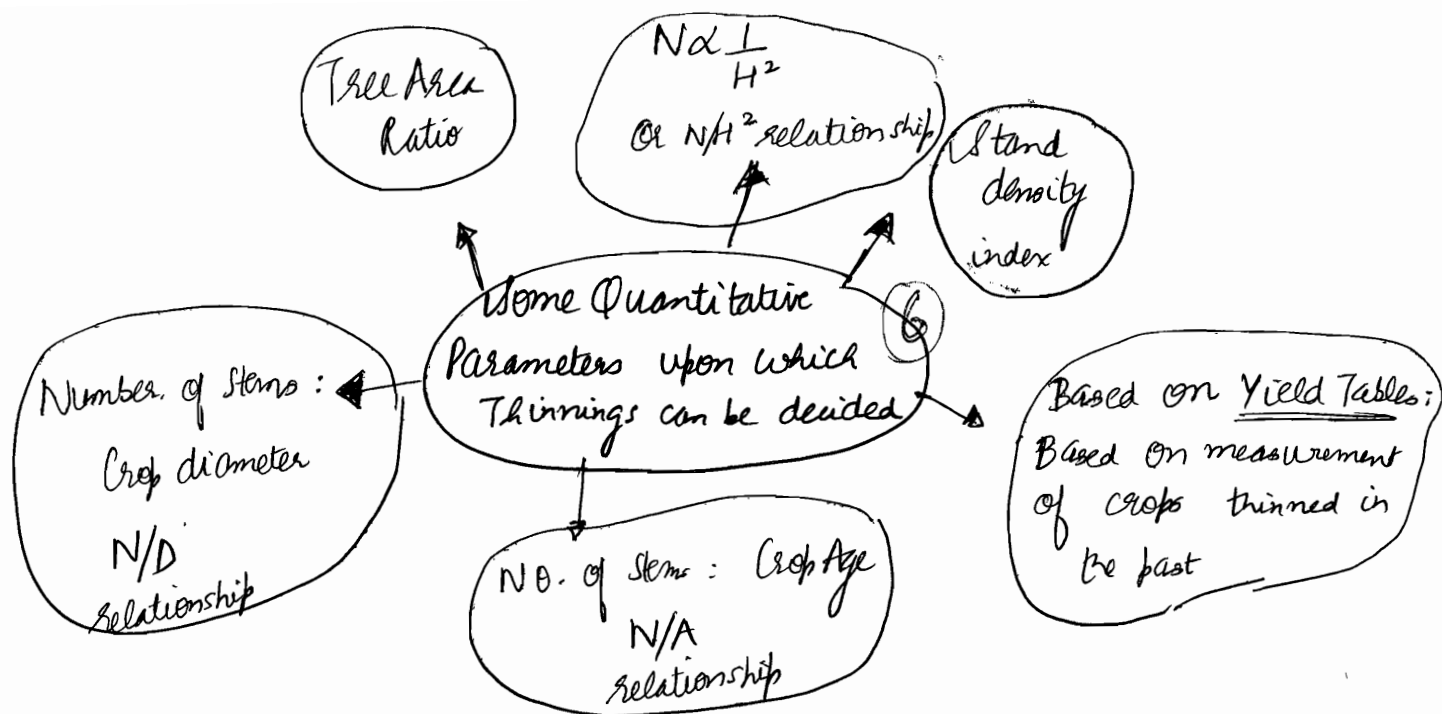 Tree Area
Ratio
N ∝ 1/H²
Or N/H² relationship
Stand
density
index
Some Quantitative
Parameters upon which
Thinnings can be decided
6
Number. of Stems :
Crop diameter
N/D
relationship
NO. of Stems : Crop Age
N/A
relationship
Based on Yield Tables :
Based on measurement
of crops thinned in
the past